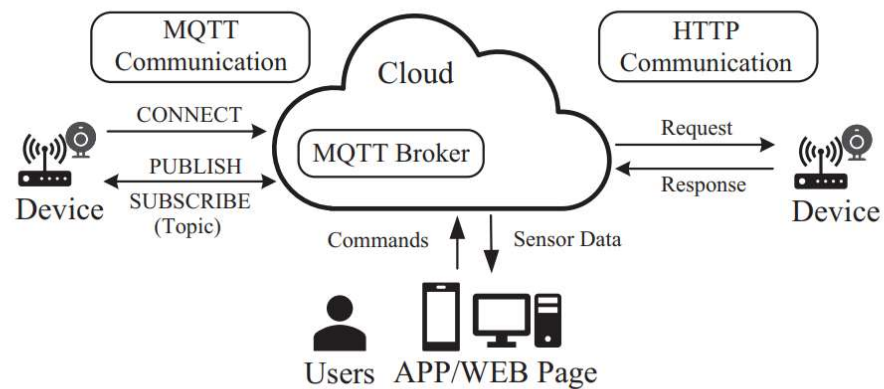 MQTT
Communication
Cloud
HTTP
Communication
CONNECT
MQTT Broker
Request
PUBLISH
Response
Device
SUBSCRIBE
(Topic)
Device
Commands
Sensor Data
Users
APP/WEB Page